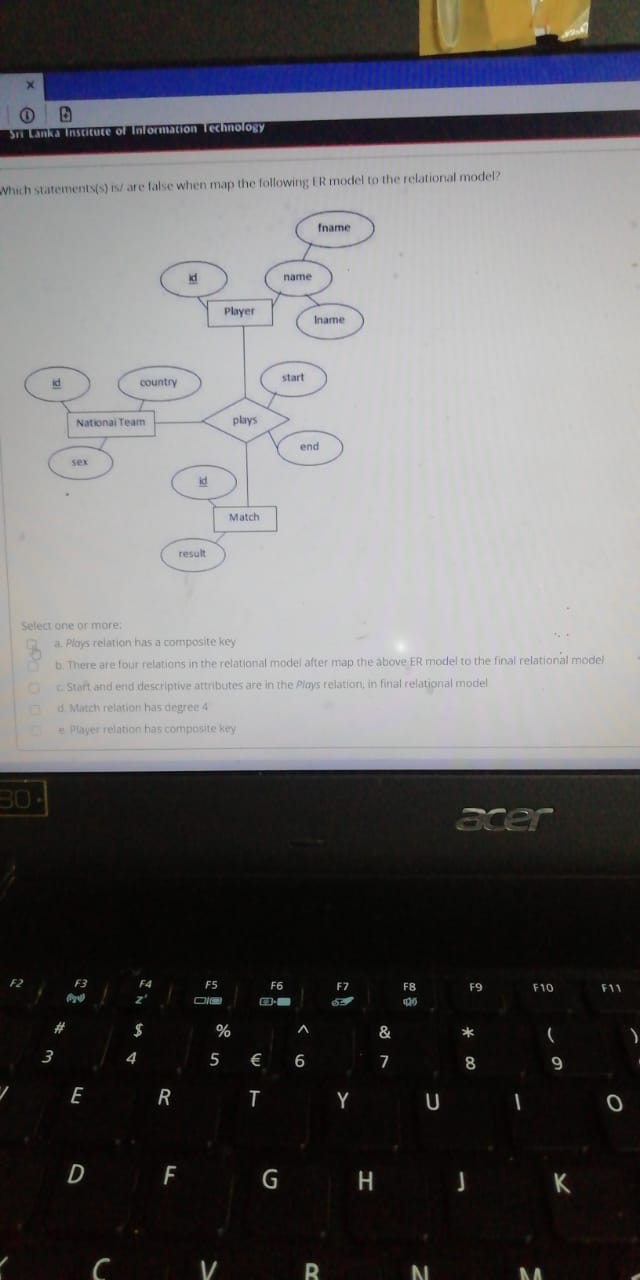 Sri Lanka Institute of Information Technology
Which statements(s) is/ are false when map the following ER model to the relational model?
fname
id
name
Player
lname
id
country
start
National Team
plays
end
sex
id
Match
result
Select one or more:
a. Plays relation has a composite key
b. There are four relations in the relational model after map the above ER model to the final relational model
c. Start and end descriptive attributes are in the Plays relation, in final relational model
d. Match relation has degree 4
e. Player relation has composite key
acer
F2 F3 F4 F5 F6 F7 F8 F9 F10 F11
# $ % ^ & * ( )
3 4 5 € 6 7 8 9
E R T Y U I O
D F G H J K
C V B N M